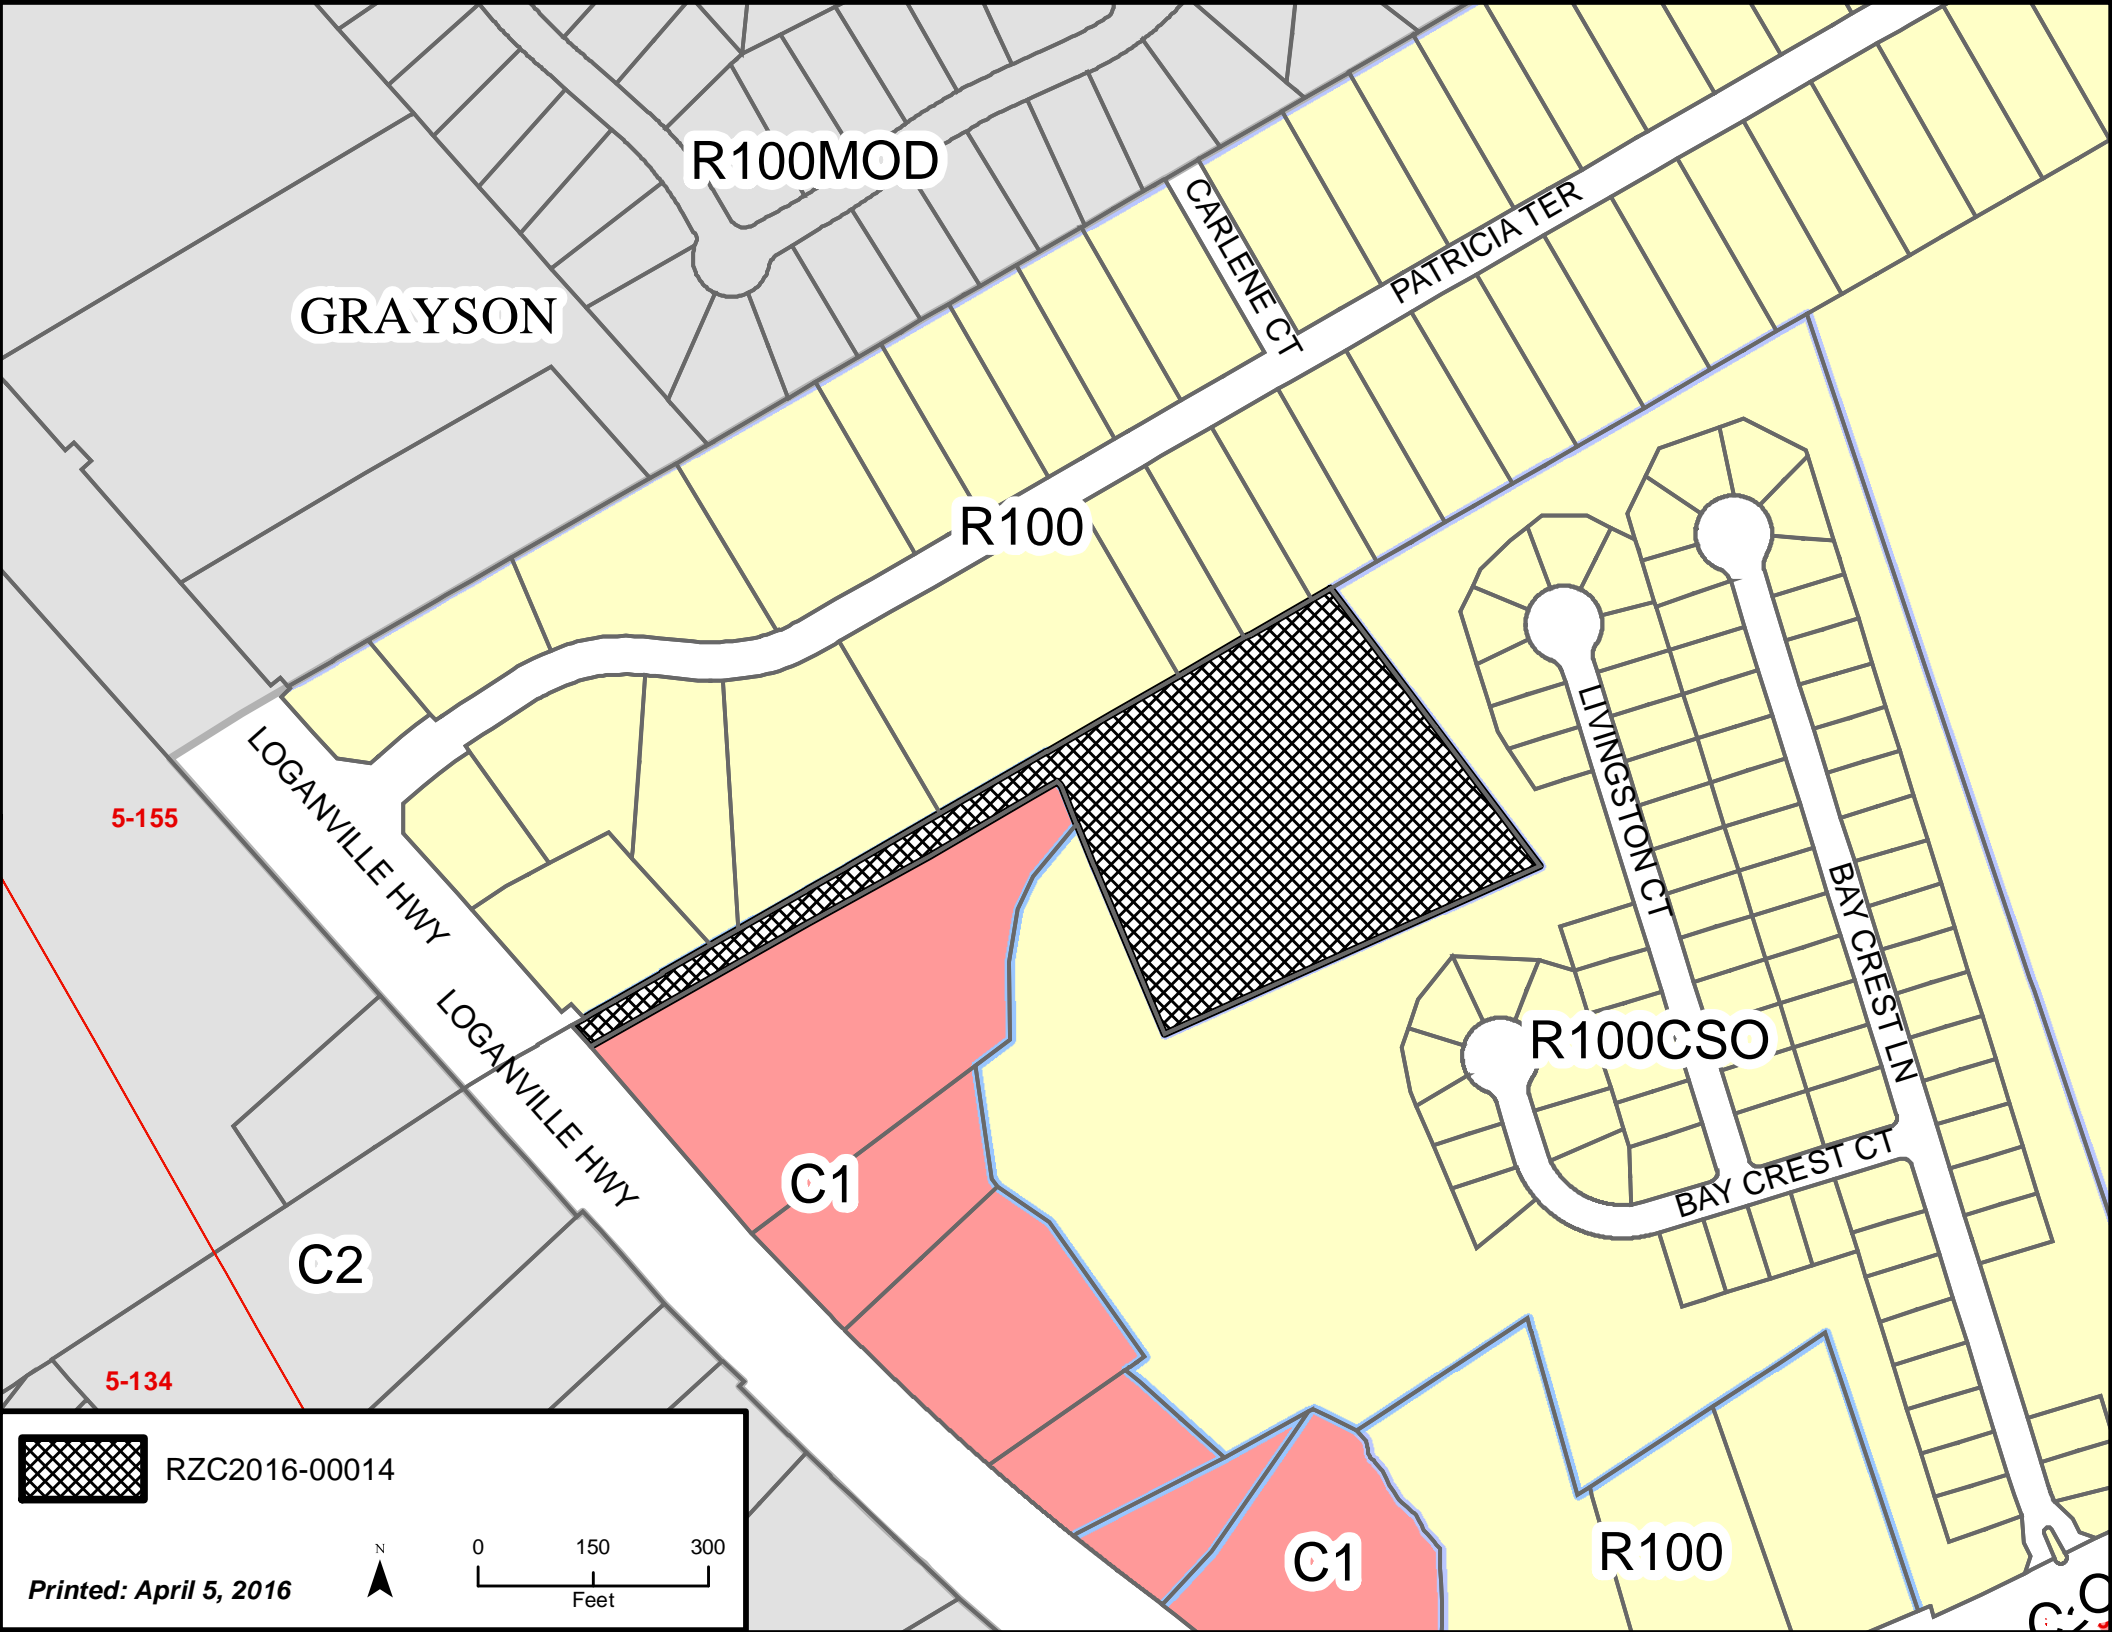 R100MOD
CARLENE CT
PATRICIA TER
GRAYSON
R100
LOGANVILLE HWY
5-155
LIVINGSTON CT
BAY CREST LN
LOGANVILLE HWY
R100CSO
BAY CREST CT
C1
C2
5-134
RZC2016-00014
N
0 150 300
Feet
Printed: April 5, 2016
C1
R100